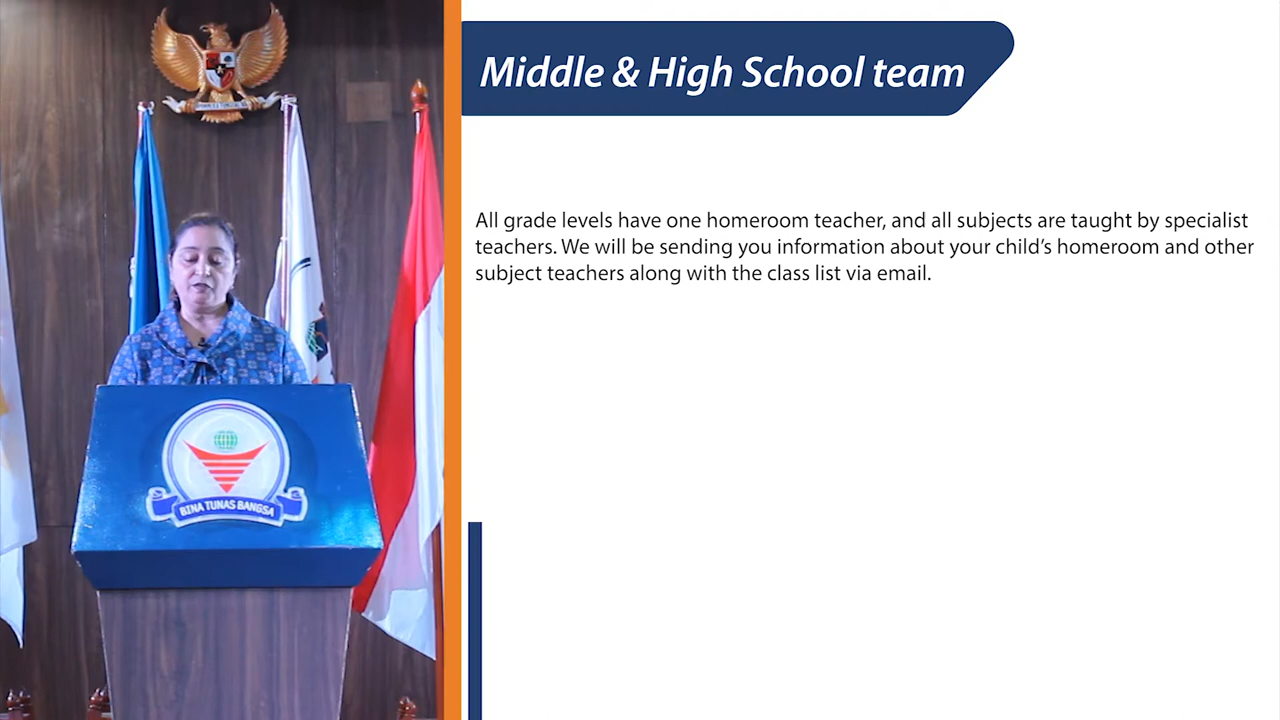 Middle & High School team
All grade levels have one homeroom teacher, and all subjects are taught by specialist
teachers. We will be sending you information about your child’s homeroom and other
subject teachers along with the class list via email.
BINA TUNAS BANGSA